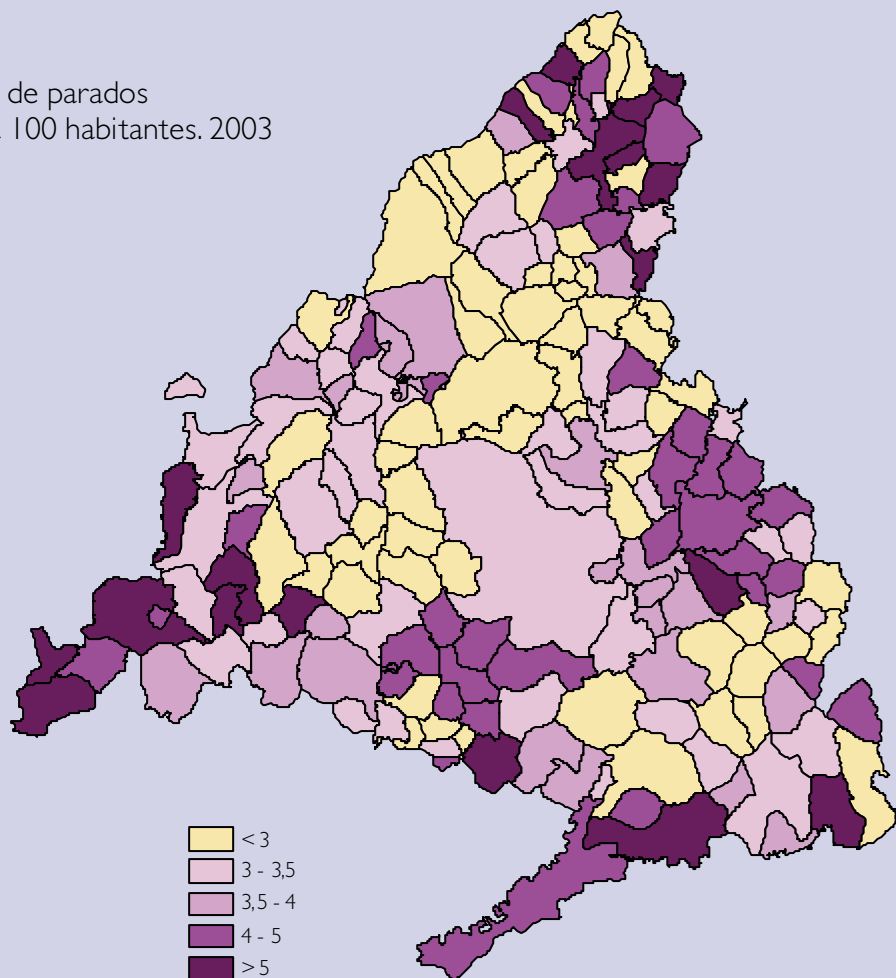 de parados
100 habitantes. 2003
< 3
3 - 3,5
3,5 - 4
4 - 5
> 5